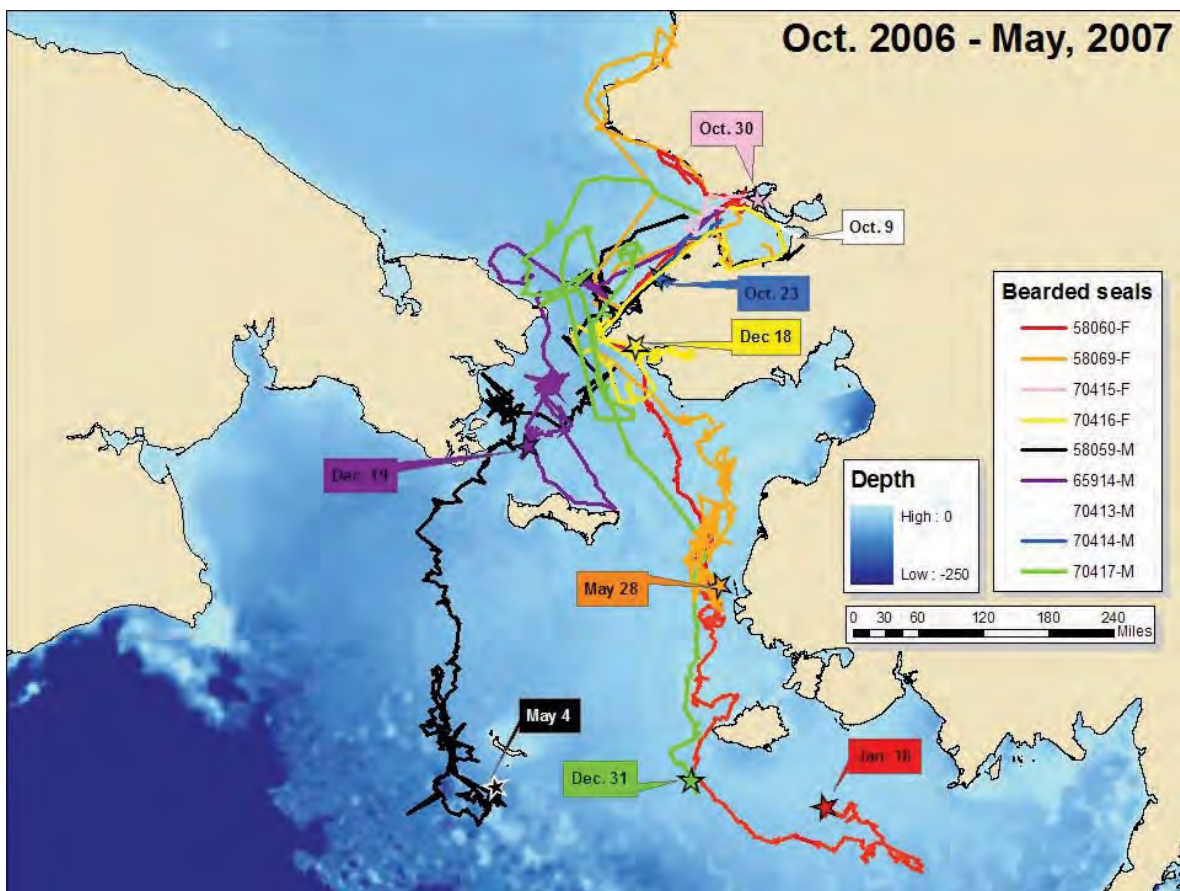 Oct. 2006 - May, 2007
Oct. 30
Oct. 9
Oct. 23
Dec 18
Dec. 19
May 28
May 4
Dec. 31
Jan. 18
Bearded seals
58060-F
58069-F
70415-F
70416-F
58059-M
65914-M
70413-M
70414-M
70417-M
Depth
High : 0
Low : -250
0 30 60 120 180 240
Miles